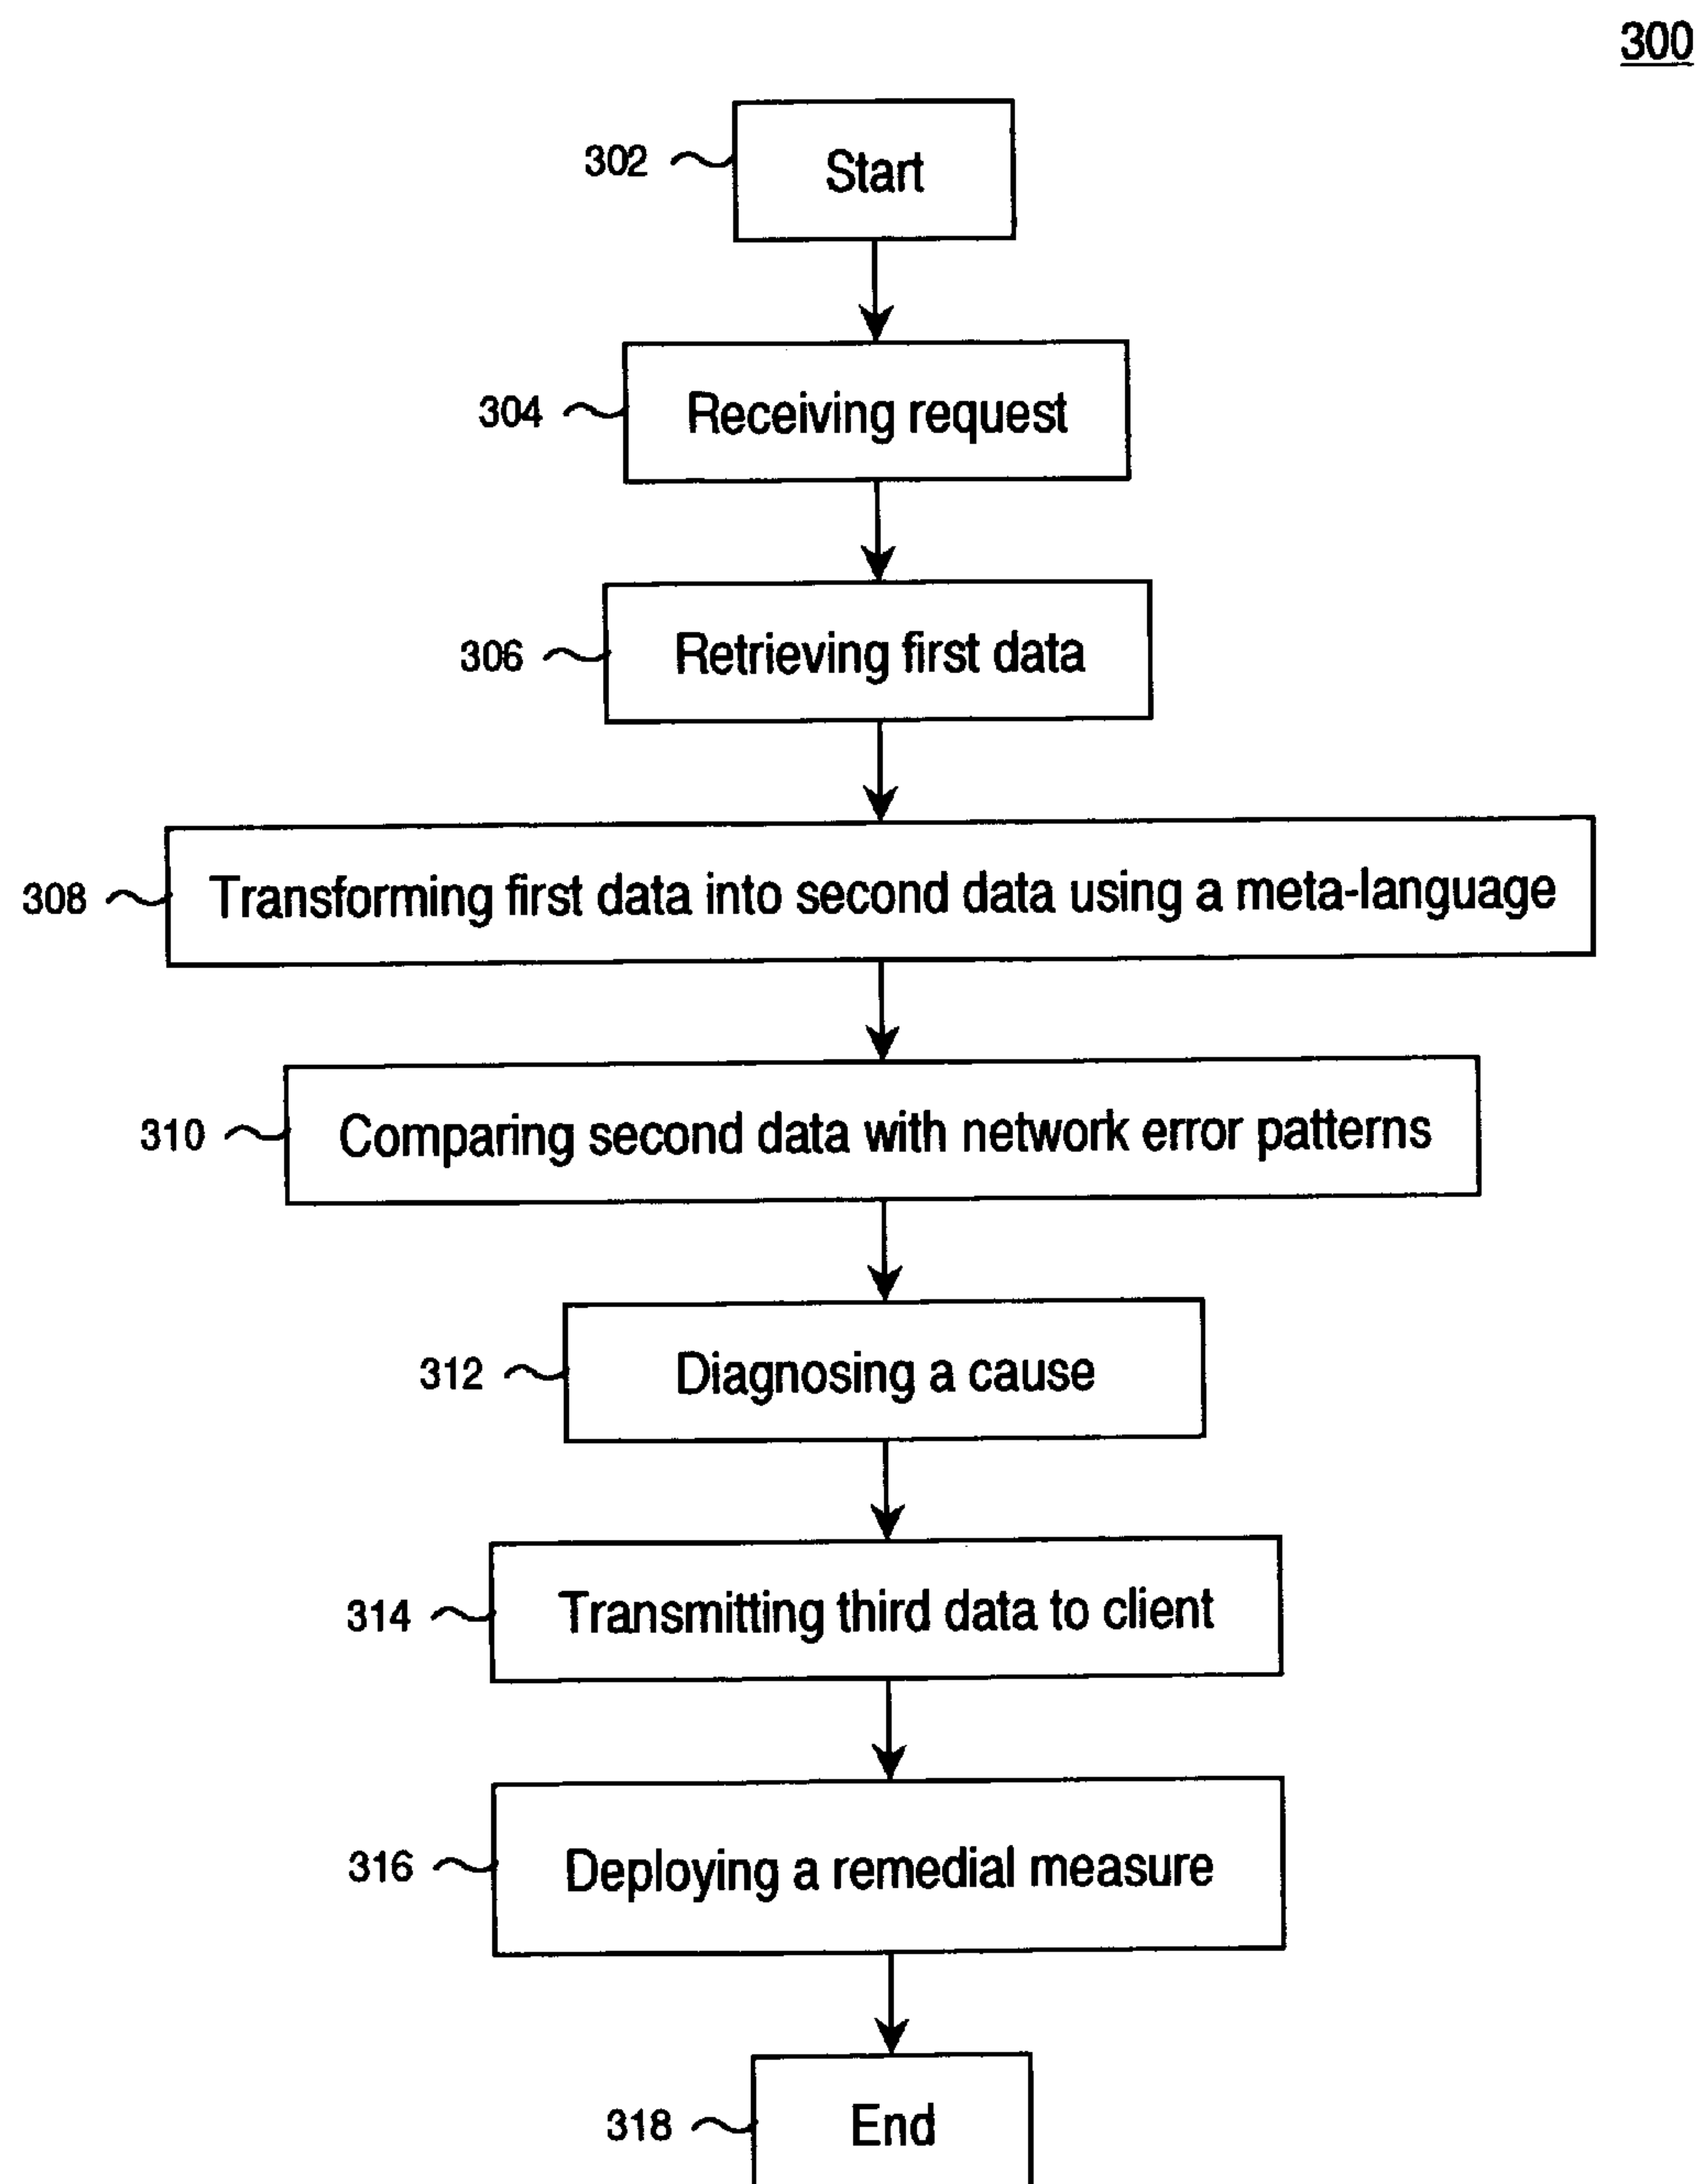 300
302 Start
304 Receiving request
306 Retrieving first data
308 Transforming first data into second data using a meta-language
310 Comparing second data with network error patterns
312 Diagnosing a cause
314 Transmitting third data to client
316 Deploying a remedial measure
318 End